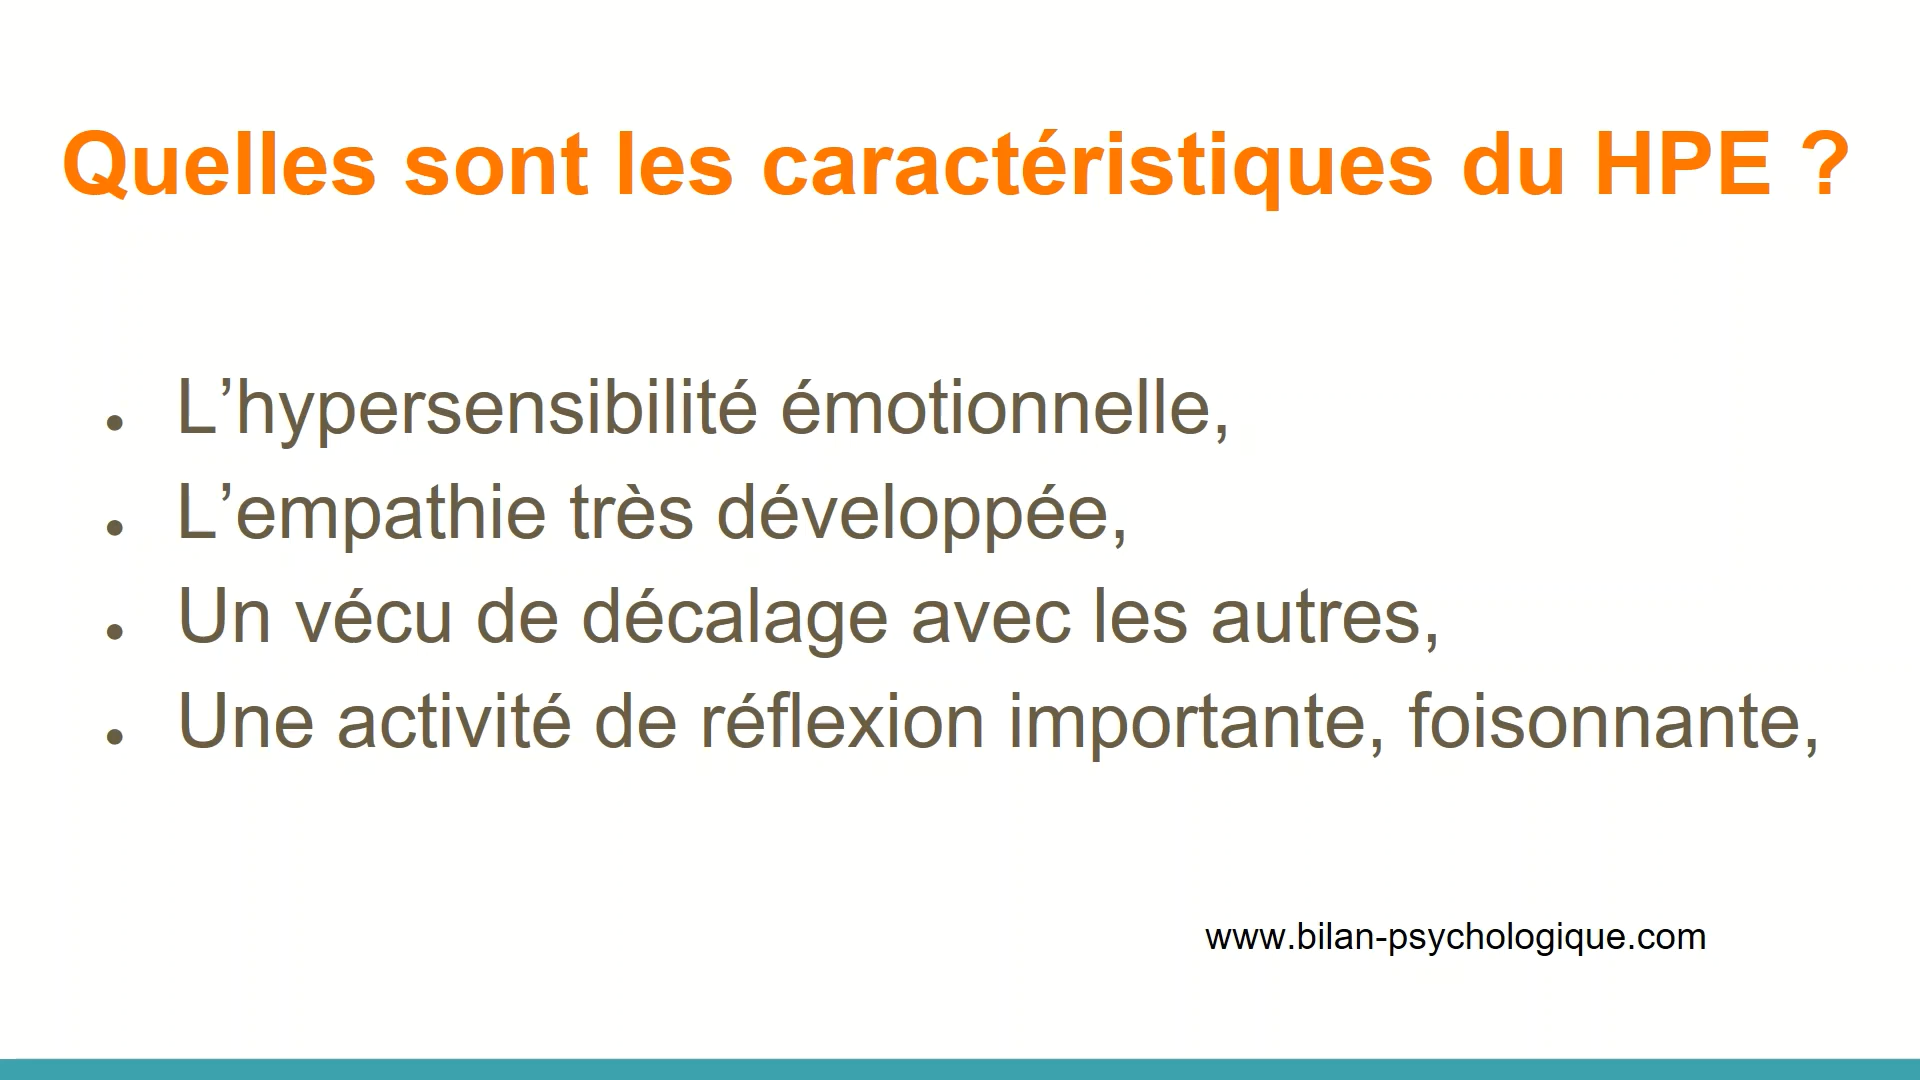 Quelles sont les caractéristiques du HPE ?
• L’hypersensibilité émotionnelle,
• L’empathie très développée,
• Un vécu de décalage avec les autres,
• Une activité de réflexion importante, foisonnante,
www.bilan-psychologique.com